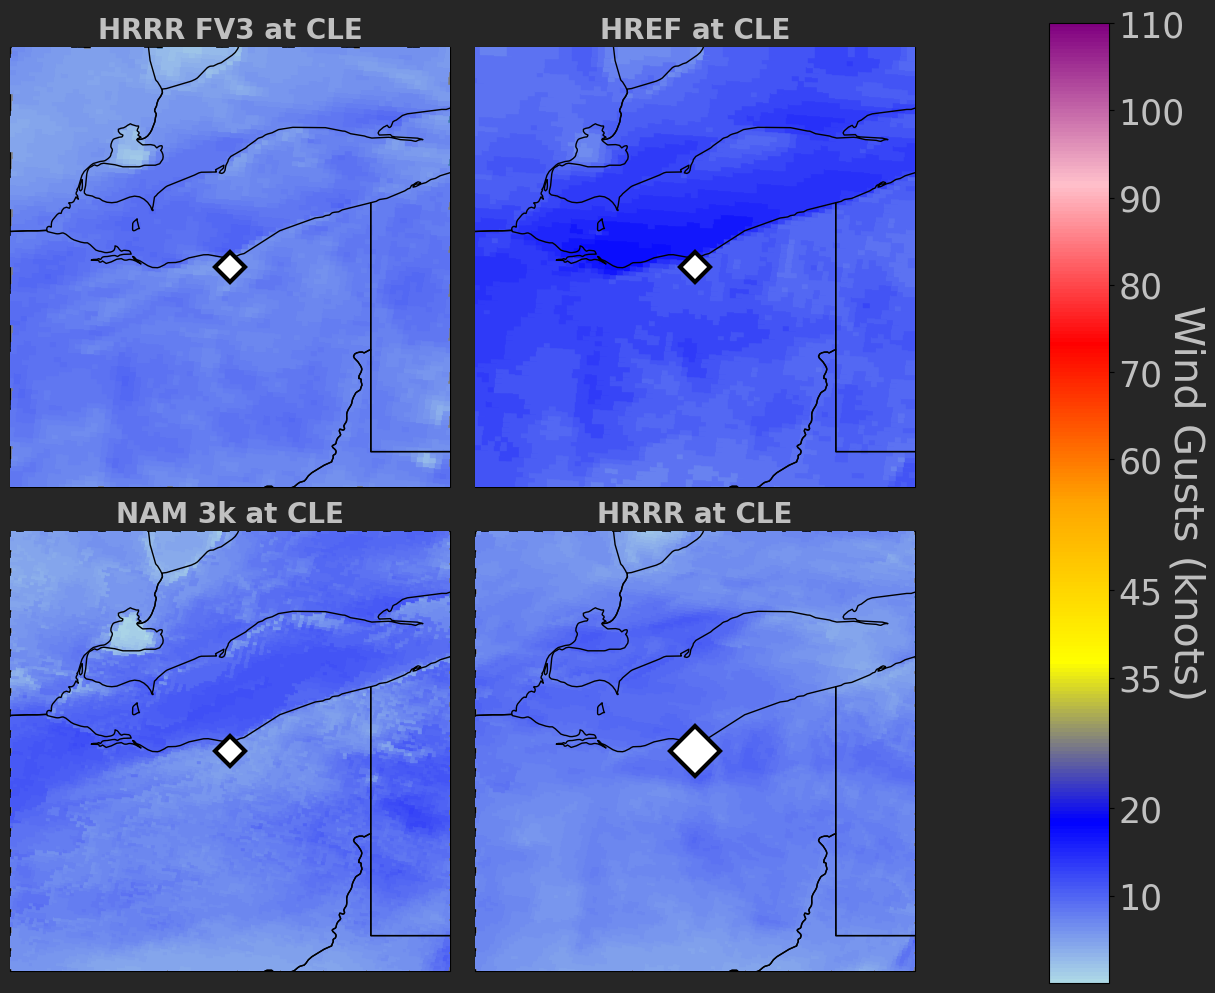 HRRR FV3 at CLE
HREF at CLE
NAM 3k at CLE
HRRR at CLE
110
100
90
80
70
60
45
35
20
10
Wind Gusts (knots)